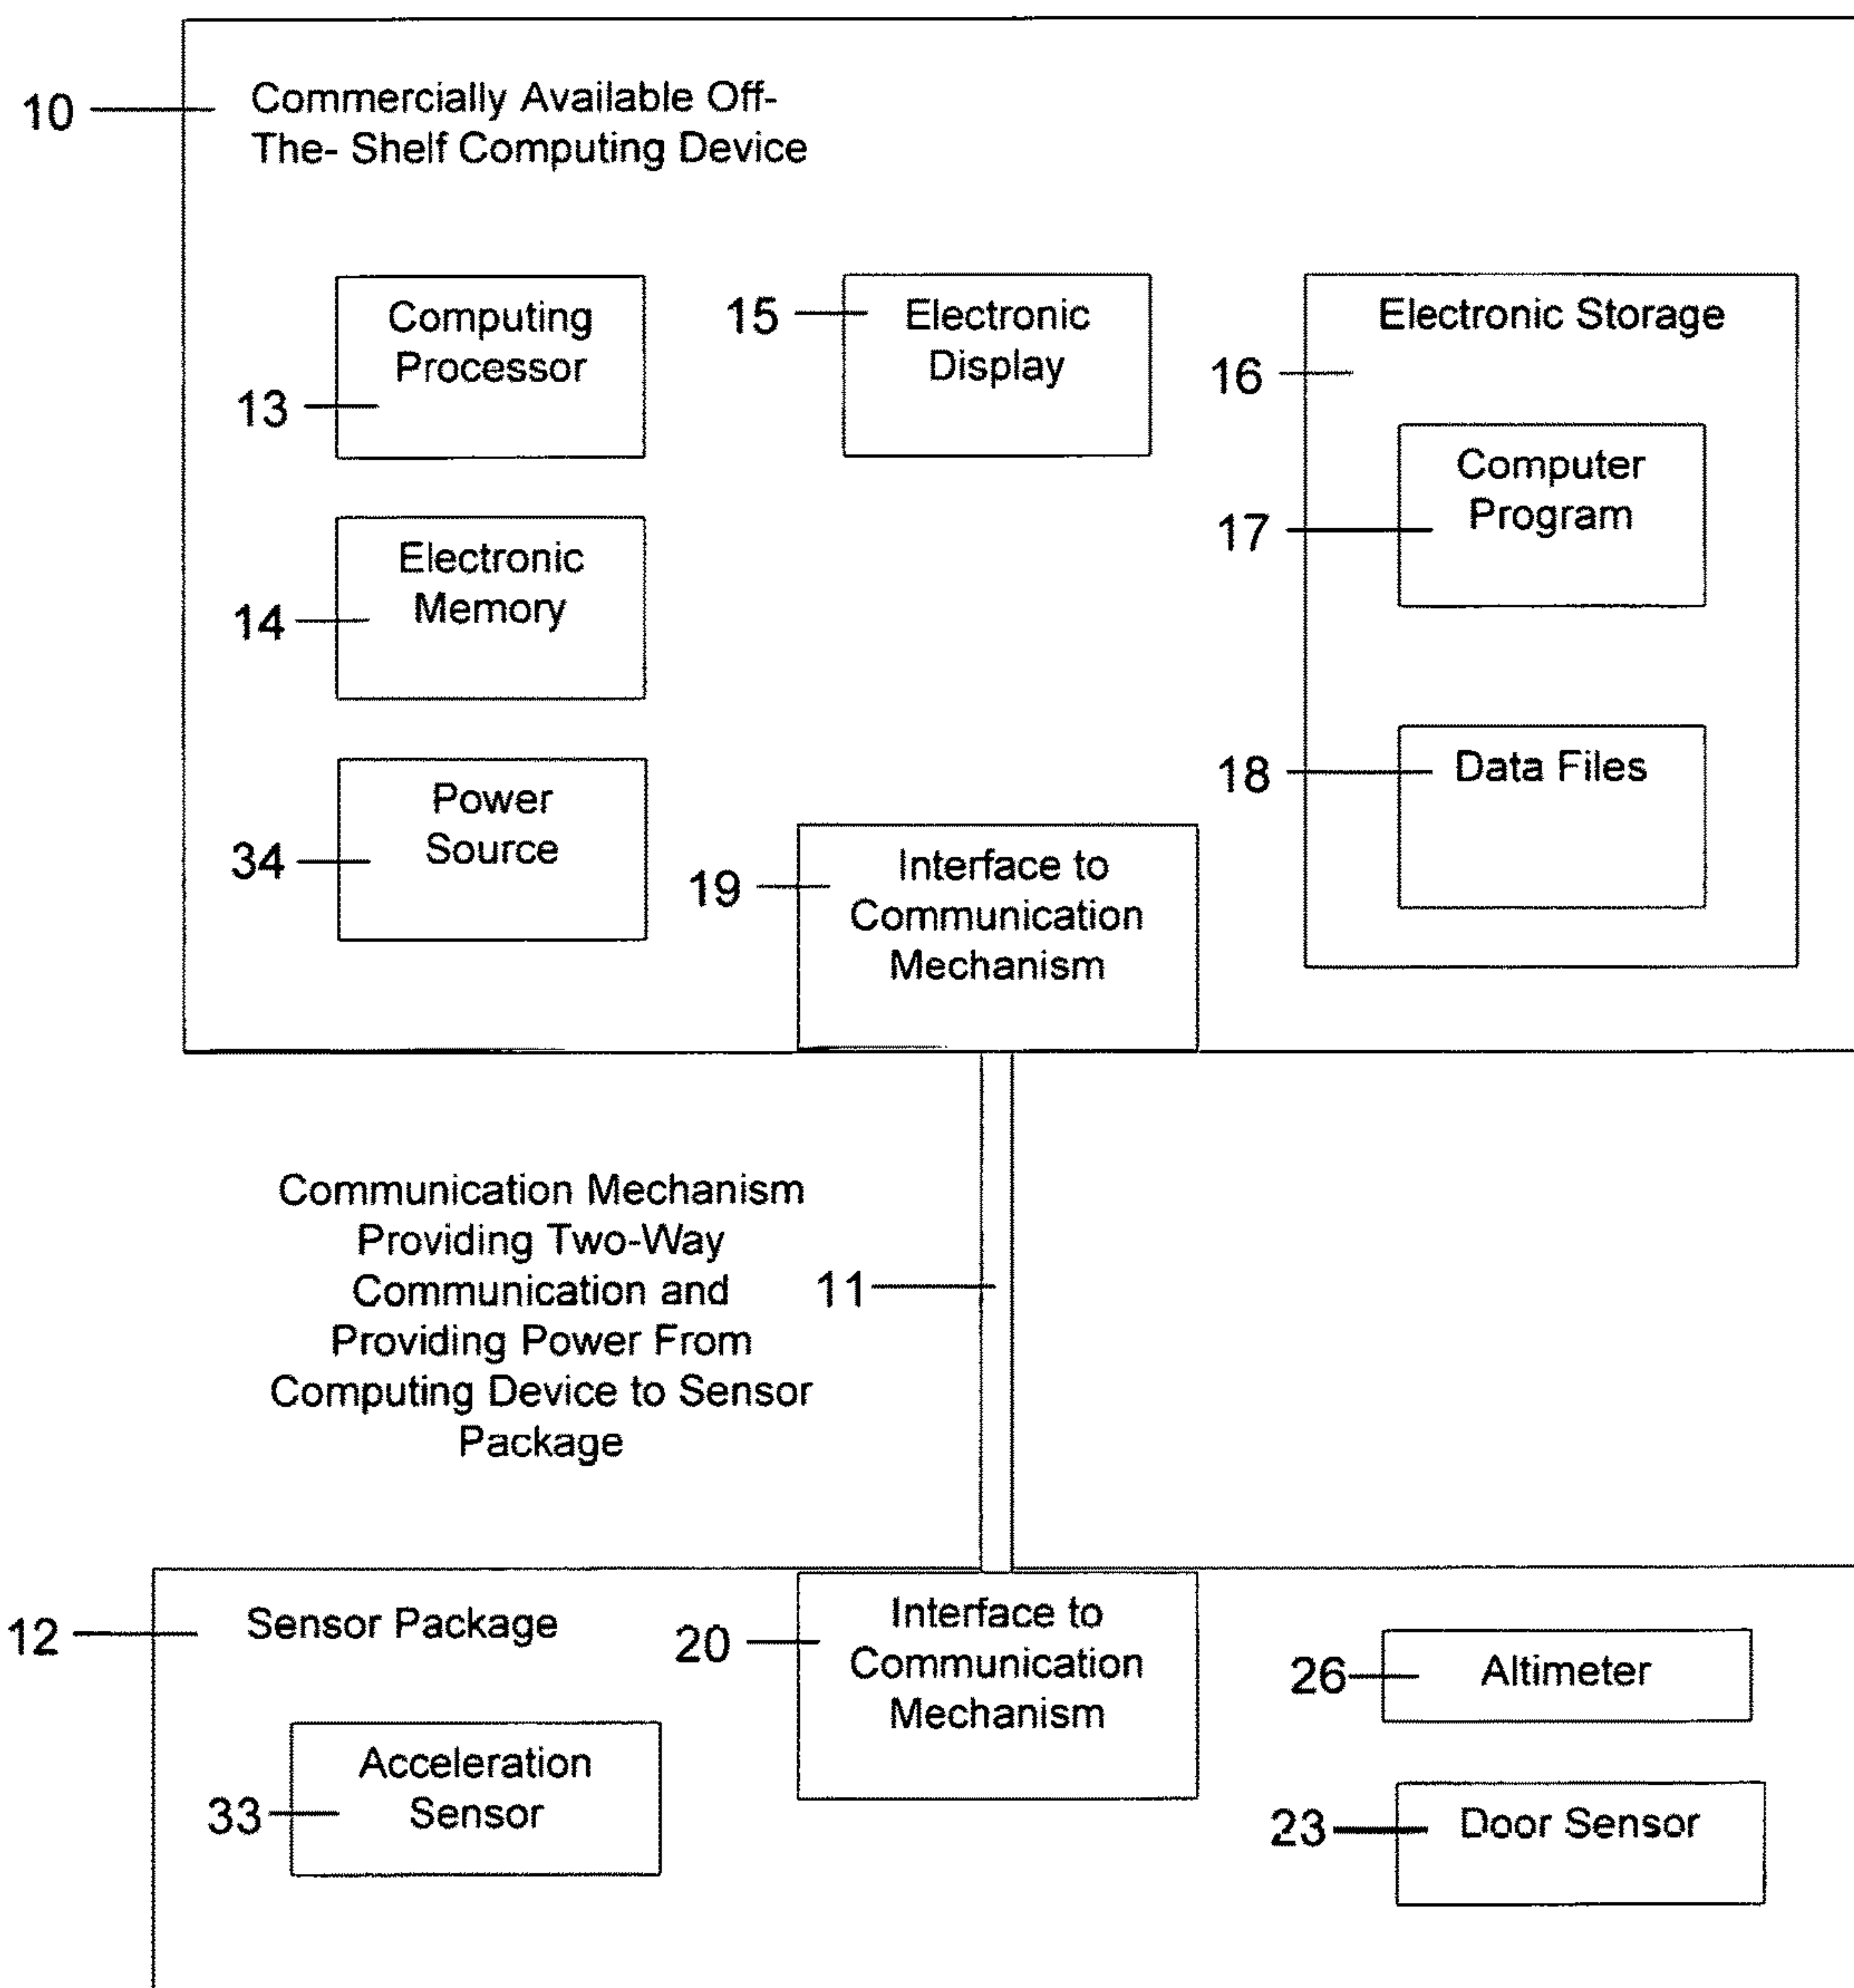 10
Commercially Available Off-
The- Shelf Computing Device
Computing
Processor
13
15
Electronic
Display
Electronic Storage
16
Computer
Program
17
Electronic
Memory
14
Data Files
18
Power
Source
34
19
Interface to
Communication
Mechanism
Communication Mechanism
Providing Two-Way
Communication and
Providing Power From
Computing Device to Sensor
Package
11
12
Sensor Package
20
Interface to
Communication
Mechanism
26
Altimeter
Acceleration
Sensor
33
23
Door Sensor